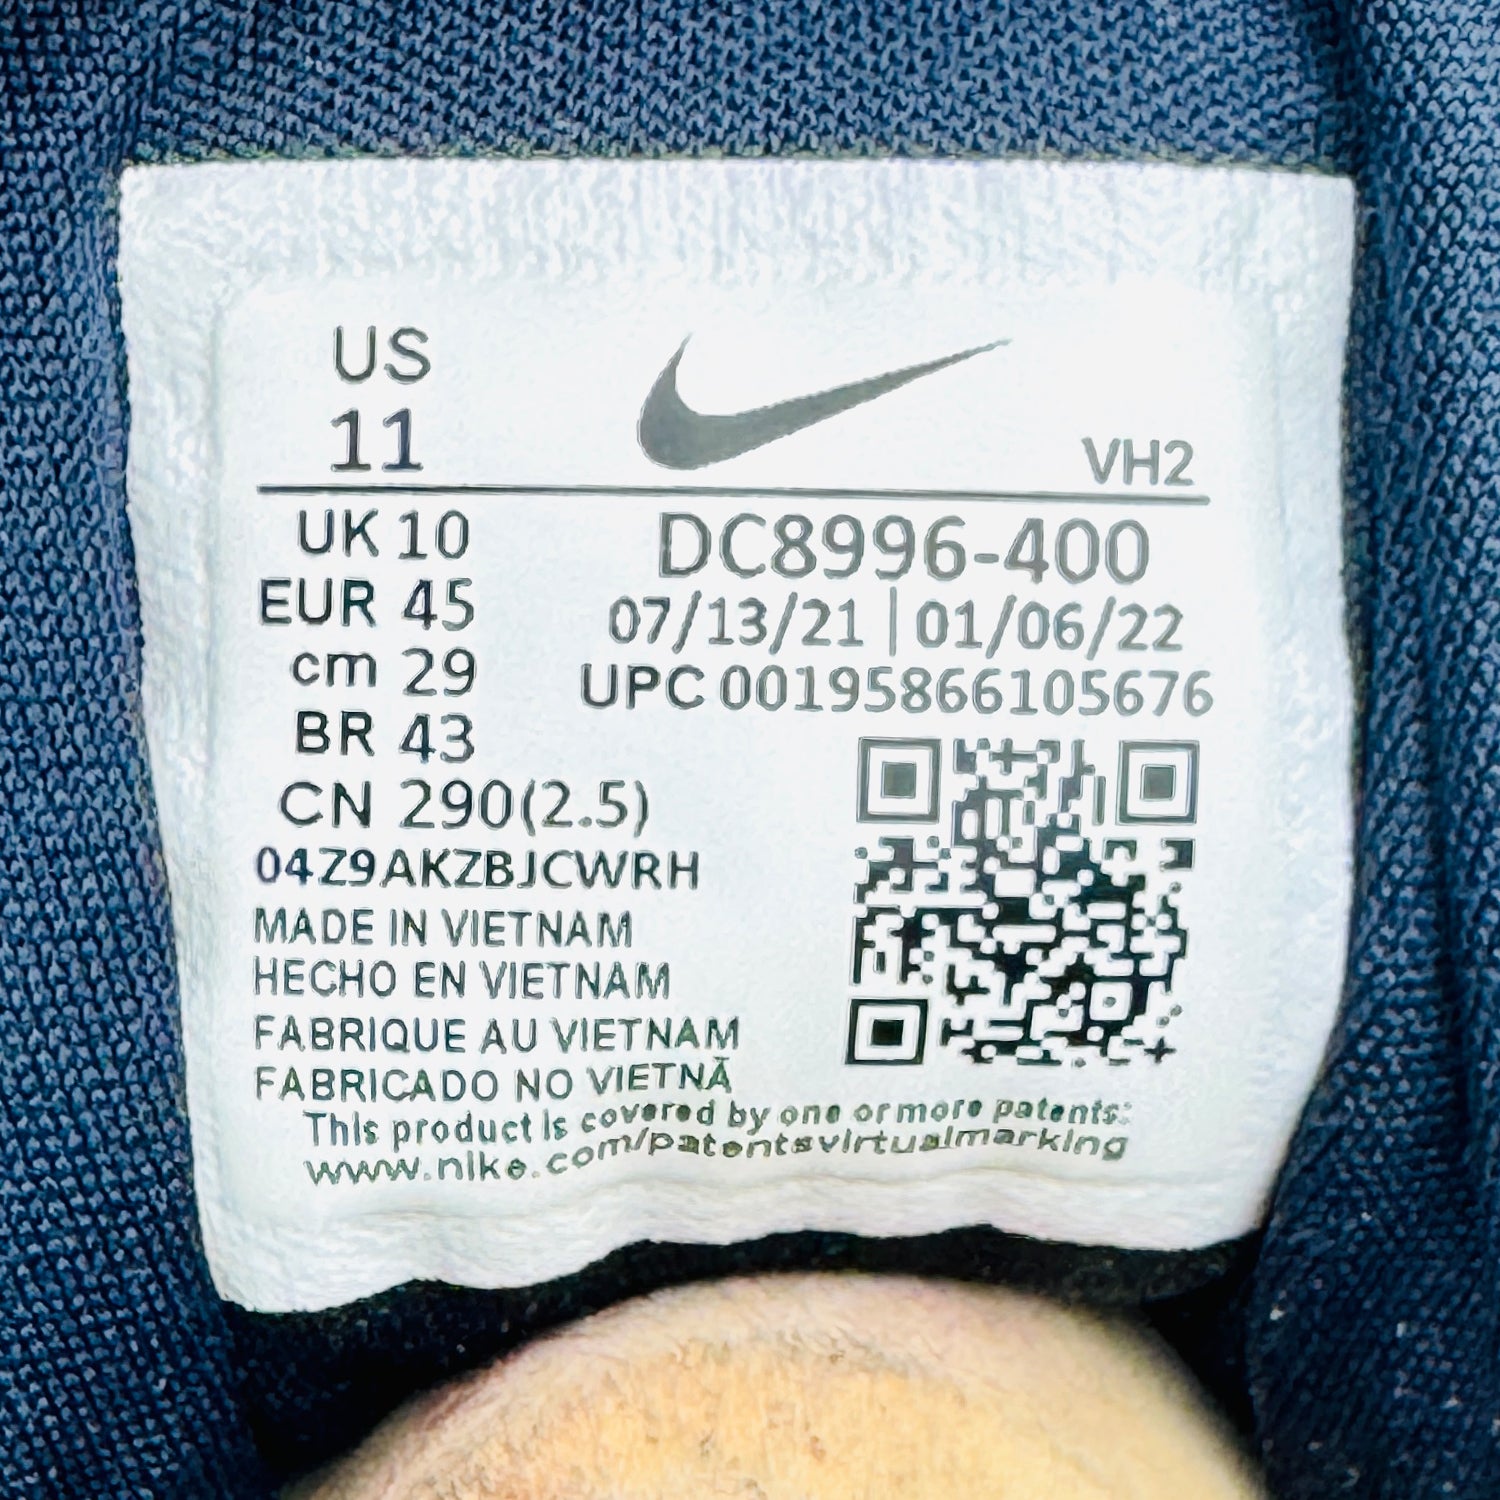 US
11
VH2
UK 10
EUR 45
cm 29
BR 43
CN 290(2.5)
DC8996-400
07/13/21 | 01/06/22
UPC 00195866105676
04Z9AKZBJCWRH
MADE IN VIETNAM
HECHO EN VIETNAM
FABRIQUE AU VIETNAM
FABRICADO NO VIETNÃ
This product is covered by one or more patents:
www.nike.com/patentsvirtualmarking